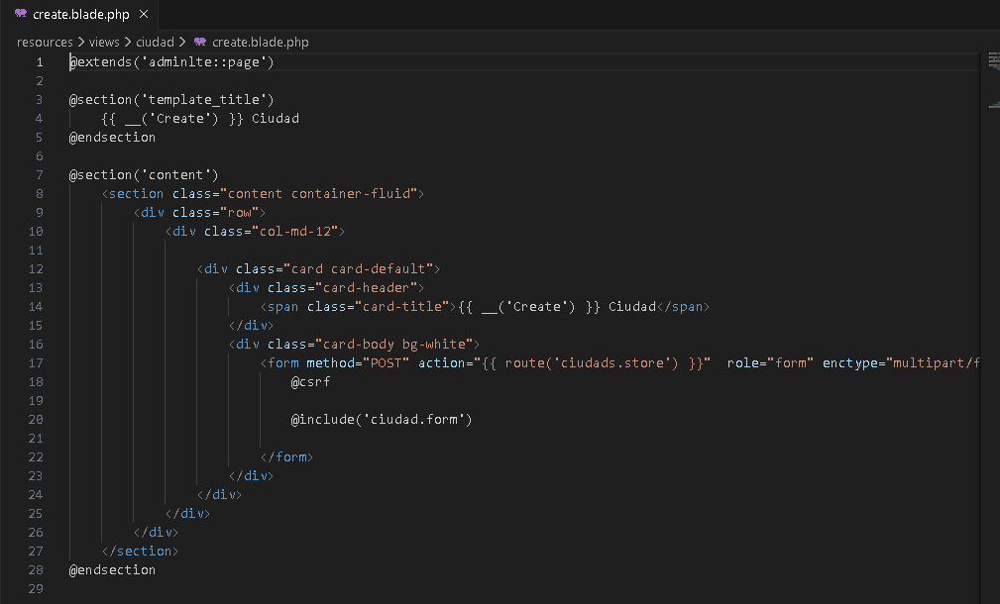 create.blade.php
resources > views > ciudad > create.blade.php
1 @extends('adminlte::page')
2
3 @section('template_title')
4 {{ __('Create') }} Ciudad
5 @endsection
6
7 @section('content')
8 <section class="content container-fluid">
9 <div class="row">
10 <div class="col-md-12">
11
12 <div class="card card-default">
13 <div class="card-header">
14 <span class="card-title">{{ __('Create') }} Ciudad</span>
15 </div>
16 <div class="card-body bg-white">
17 <form method="POST" action="{{ route('ciudads.store') }}"  role="form" enctype="multipart/f
18 @csrf
19
20 @include('ciudad.form')
21
22 </form>
23 </div>
24 </div>
25 </div>
26 </div>
27 </section>
28 @endsection
29